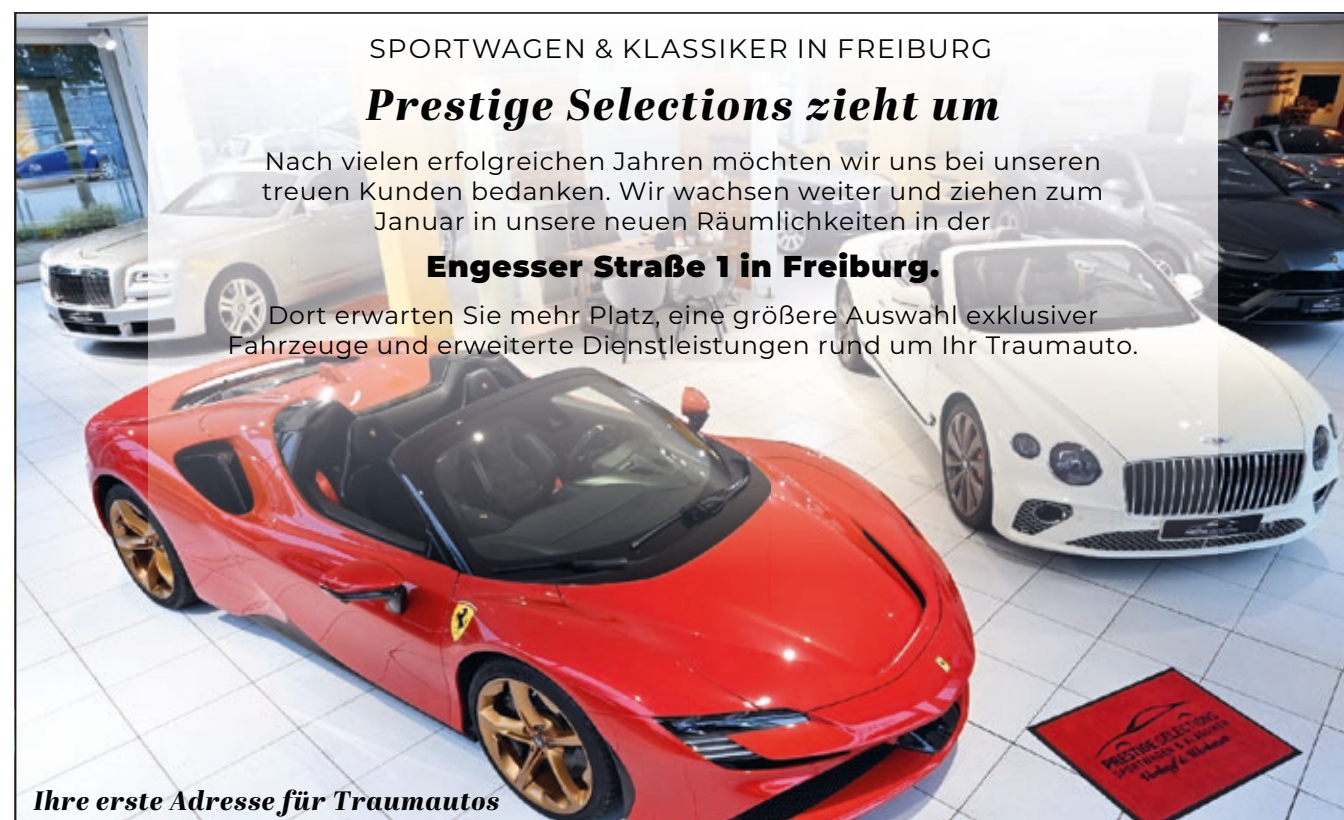 SPORTWAGEN & KLASSIKER IN FREIBURG
Prestige Selections zieht um
Nach vielen erfolgreichen Jahren möchten wir uns bei unseren
treuen Kunden bedanken. Wir wachsen weiter und ziehen zum
Januar in unsere neuen Räumlichkeiten in der
Engesser Straße 1 in Freiburg.
Dort erwarten Sie mehr Platz, eine größere Auswahl exklusiver
Fahrzeuge und erweiterte Dienstleistungen rund um Ihr Traumauto.
PRESTIGE SELECTIONS
SPORTWAGEN & KLASSIKER
Ihre erste Adresse für Traumautos